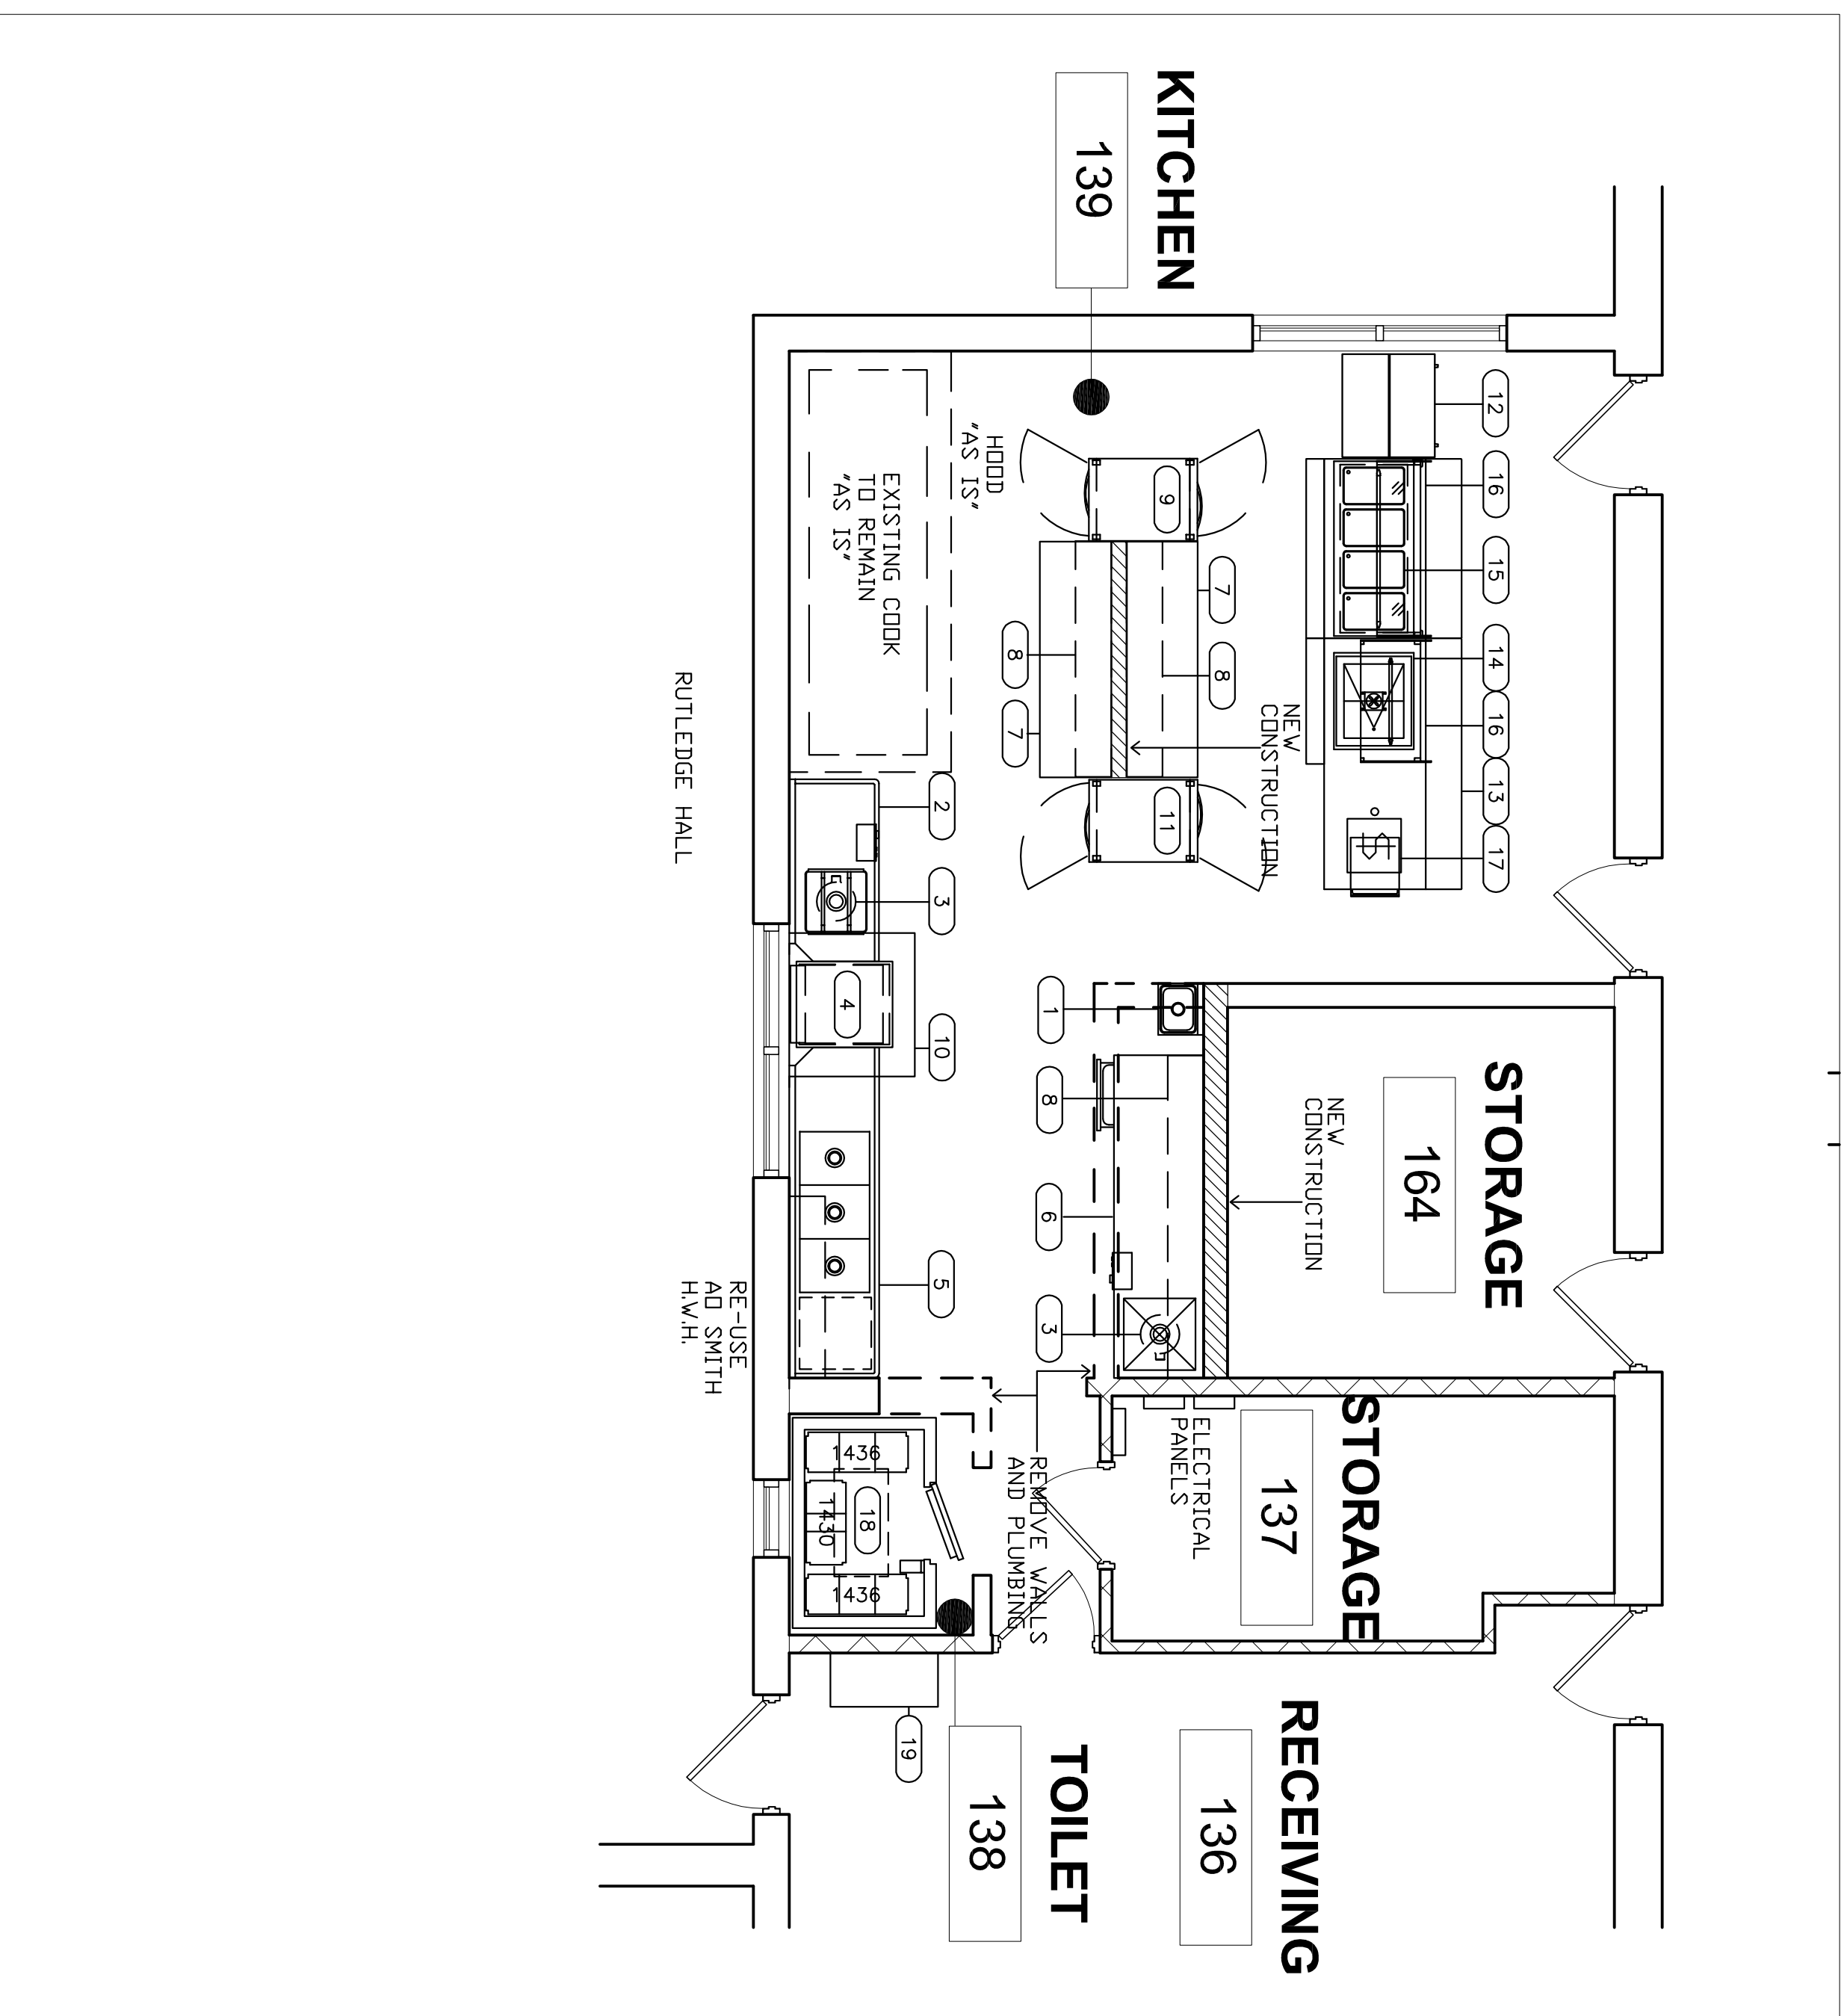 KITCHEN
139
12
16
15
14
16
13
17
9
7
8
8
7
11
HOOD
"AS IS"
EXISTING COOK
TO REMAIN
"AS IS"
NEW
CONSTRUCTION
RUTLEDGE HALL
2
3
4
10
5
1
8
6
3
STORAGE
164
NEW
CONSTRUCTION
RE-USE
AO SMITH
H.W.H.
STORAGE
137
ELECTRICAL
PANELS
REMOVE WALLS
AND PLUMBING
1436
1430
1436
18
19
TOILET
138
RECEIVING
136